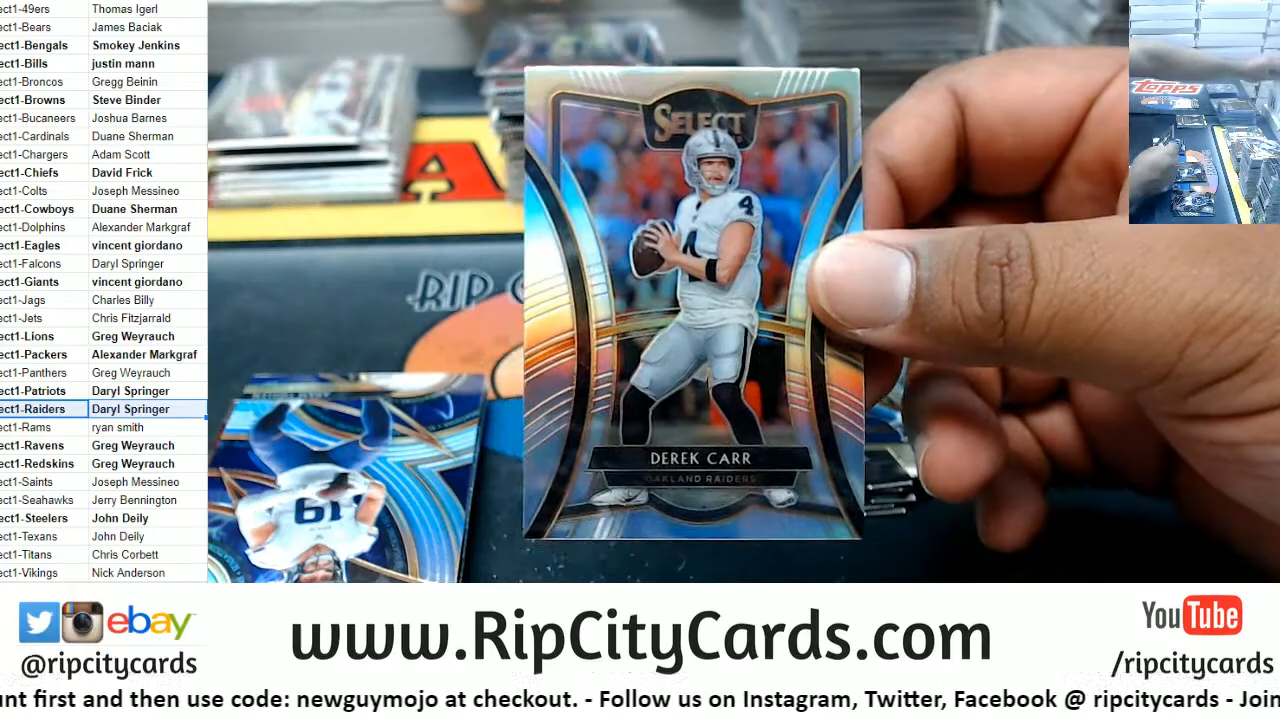 ect1-49ers Thomas Igerl
ect1-Bears James Baciak
ect1-Bengals Smokey Jenkins
ect1-Bills justin mann
ect1-Broncos Gregg Beinin
ect1-Browns Steve Binder
ect1-Bucaneers Joshua Barnes
ect1-Cardinals Duane Sherman
ect1-Chargers Adam Scott
ect1-Chiefs David Frick
ect1-Colts Joseph Messineo
ect1-Cowboys Duane Sherman
ect1-Dolphins Alexander Markgraf
ect1-Eagles vincent giordano
ect1-Falcons Daryl Springer
ect1-Giants vincent giordano
ect1-Jags Charles Billy
ect1-Jets Chris Fitzjarrald
ect1-Lions Greg Weyrauch
ect1-Packers Alexander Markgraf
ect1-Panthers Greg Weyrauch
ect1-Patriots Daryl Springer
ect1-Raiders Daryl Springer
ect1-Rams ryan smith
ect1-Ravens Greg Weyrauch
ect1-Redskins Greg Weyrauch
ect1-Saints Joseph Messineo
ect1-Seahawks Jerry Bennington
ect1-Steelers John Deily
ect1-Texans John Deily
ect1-Titans Chris Corbett
ect1-Vikings Nick Anderson
SELECT
4
4
DEREK CARR
OAKLAND RAIDERS
RIP
19
Topps
ebay
@ripcitycards
www.RipCityCards.com
YouTube
/ripcitycards
unt first and then use code: newguymojo at checkout. - Follow us on Instagram, Twitter, Facebook @ ripcitycards - Join